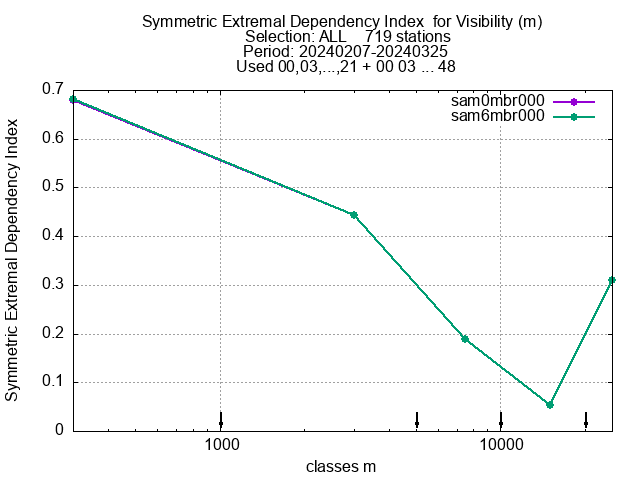 Symmetric Extremal Dependency Index  for Visibility (m)
Selection: ALL    719 stations
Period: 20240207-20240325
Used 00,03,...,21 + 00 03 ... 48
sam0mbr000
sam6mbr000
Symmetric Extremal Dependency Index
0.7
0.6
0.5
0.4
0.3
0.2
0.1
0
1000 10000
classes m